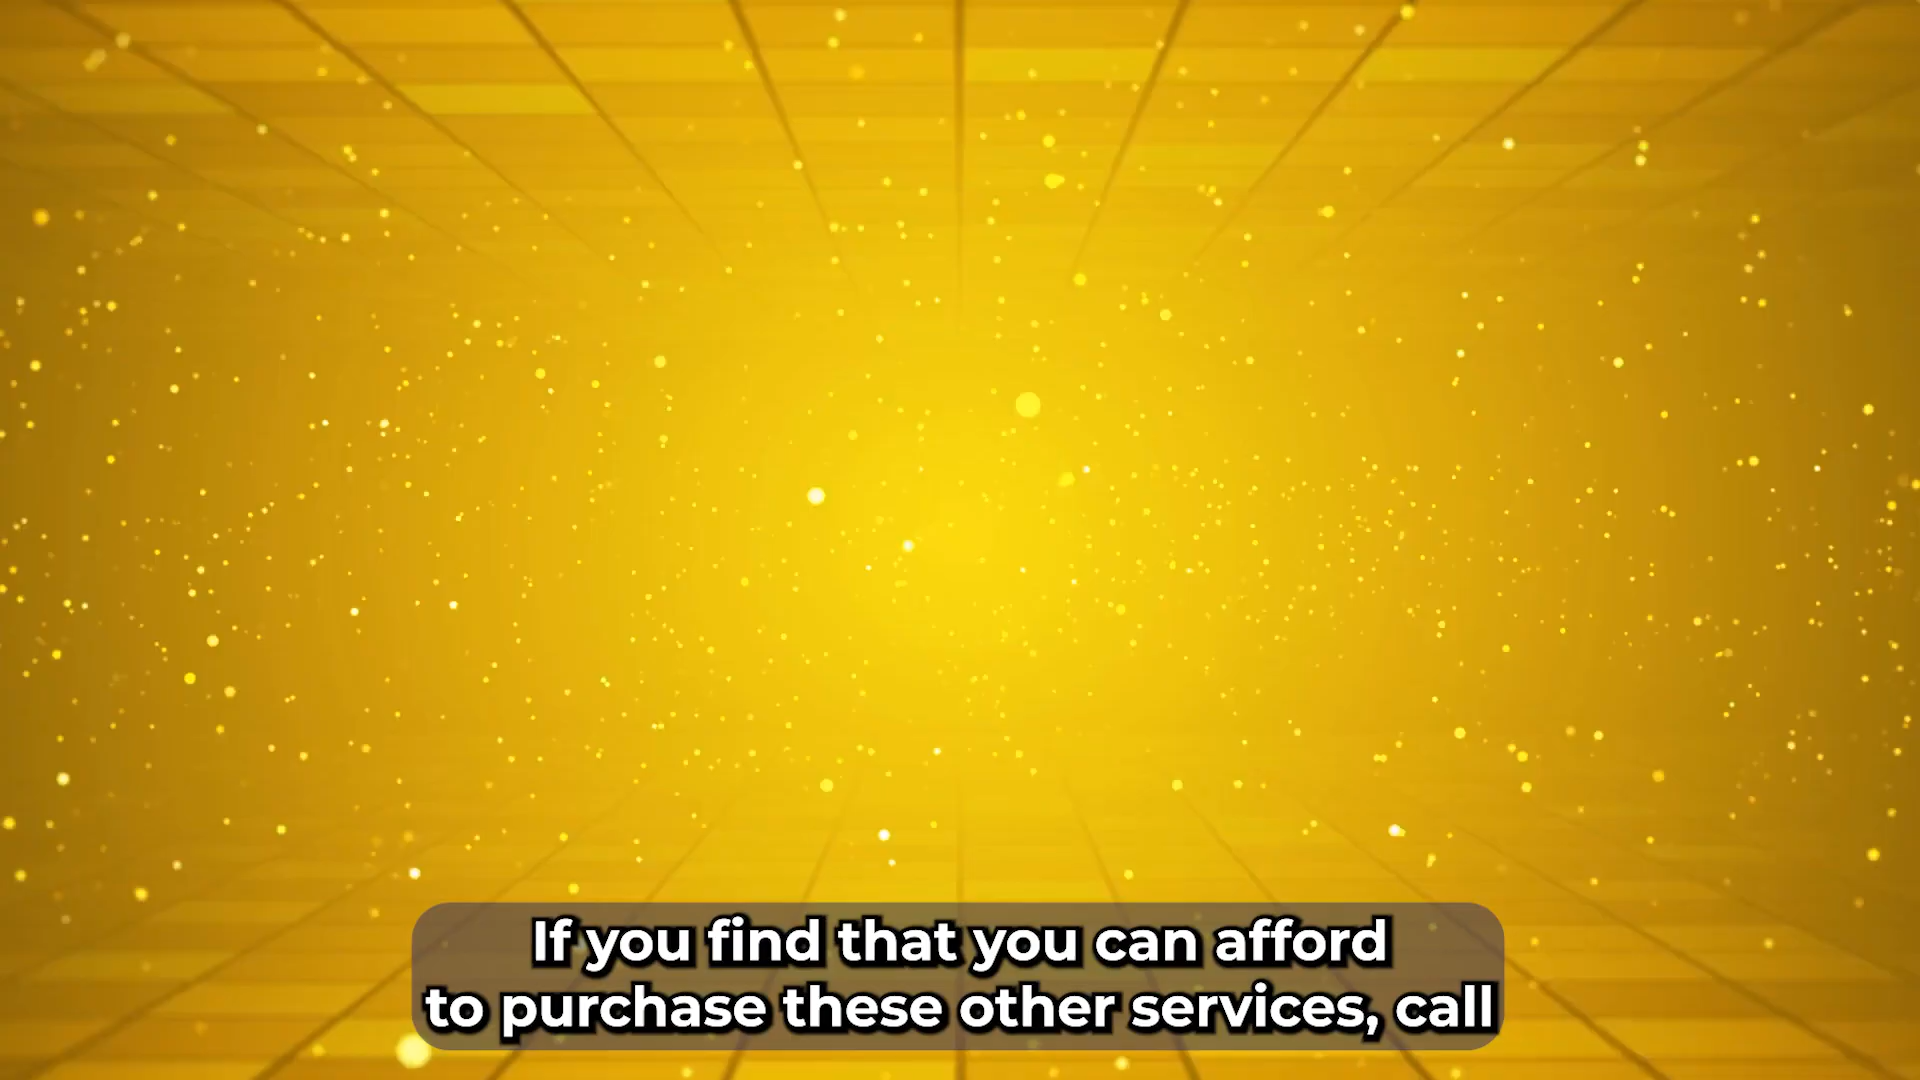 If you find that you can afford
to purchase these other services, call